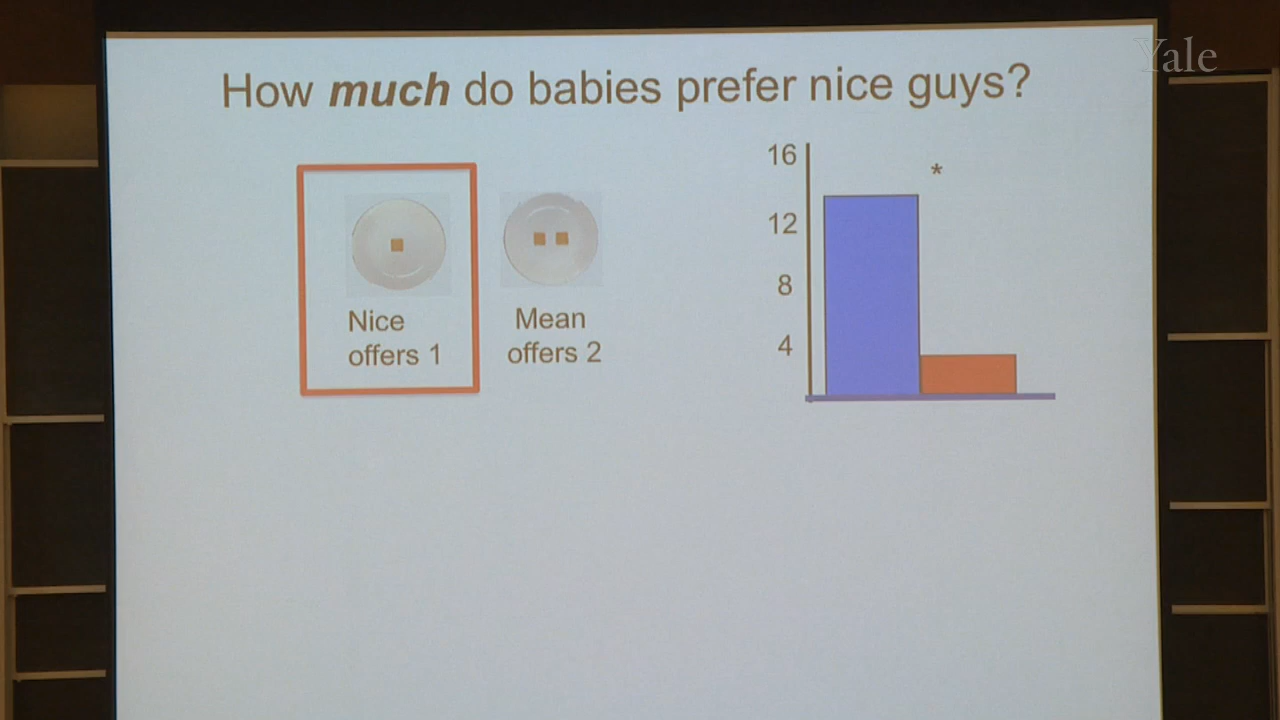 Yale
How much do babies prefer nice guys?
Nice
offers 1
Mean
offers 2
16
*
12
8
4